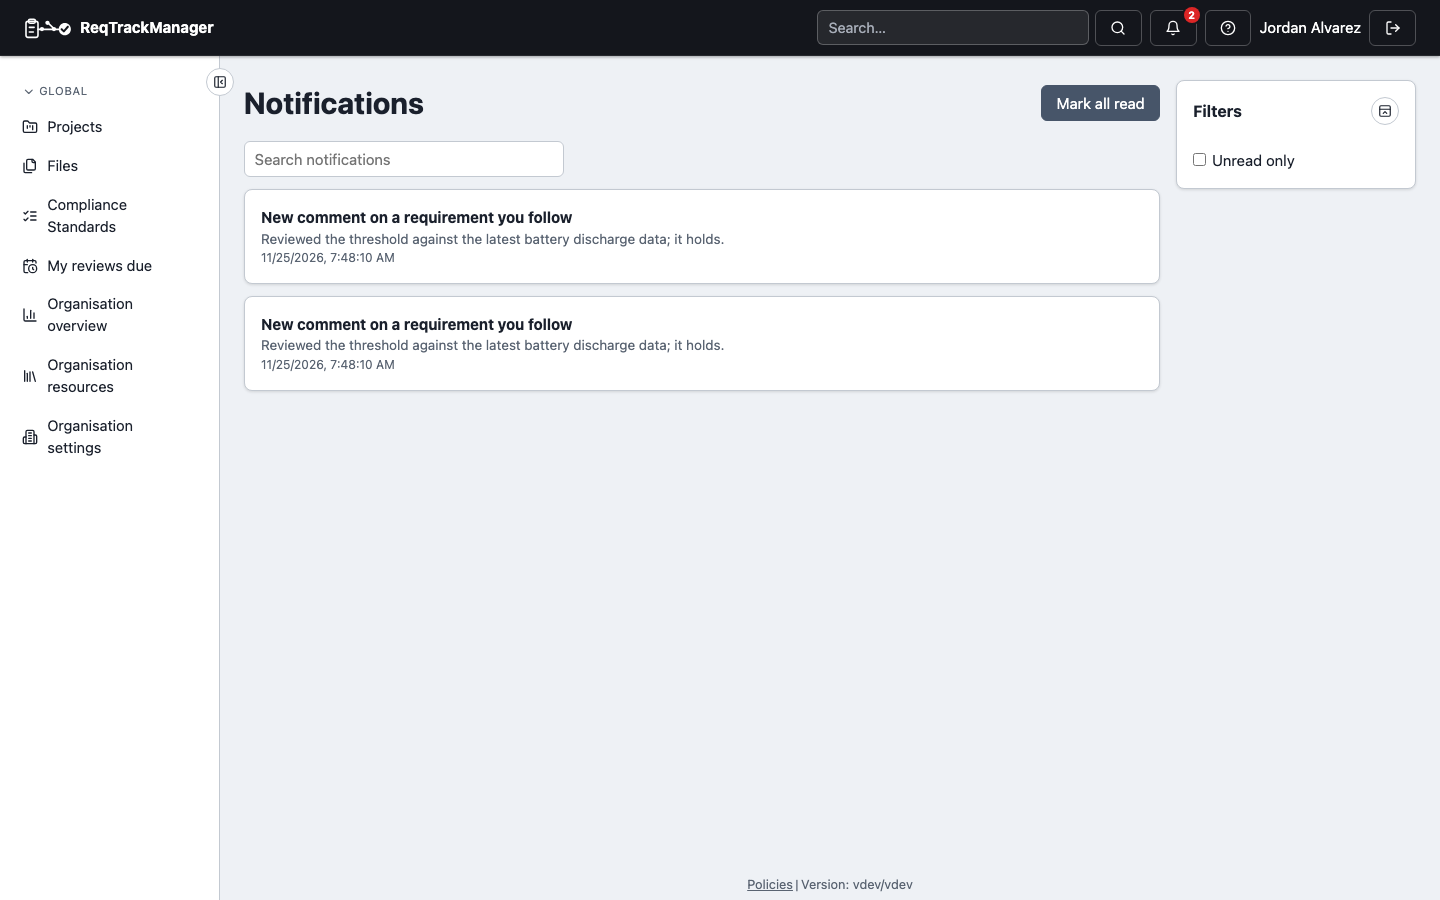 ReqTrackManager
Search...
2
Jordan Alvarez
GLOBAL
Projects
Files
Compliance
Standards
My reviews due
Organisation
overview
Organisation
resources
Organisation
settings
Notifications
Mark all read
Search notifications
New comment on a requirement you follow
Reviewed the threshold against the latest battery discharge data; it holds.
11/25/2026, 7:48:10 AM
New comment on a requirement you follow
Reviewed the threshold against the latest battery discharge data; it holds.
11/25/2026, 7:48:10 AM
Filters
Unread only
Policies | Version: vdev/vdev